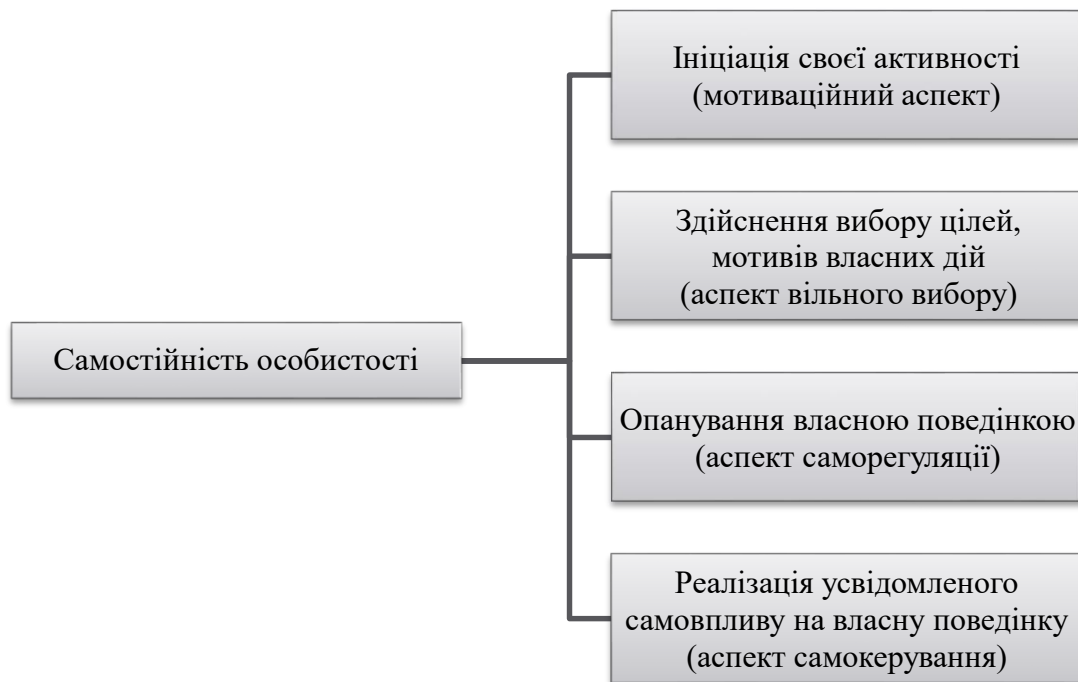 Ініціація своєї активності
(мотиваційний аспект)
Здійснення вибору цілей,
мотивів власних дій
(аспект вільного вибору)
Самостійність особистості
Опанування власною поведінкою
(аспект саморегуляції)
Реалізація усвідомленого
самовпливу на власну поведінку
(аспект самокерування)